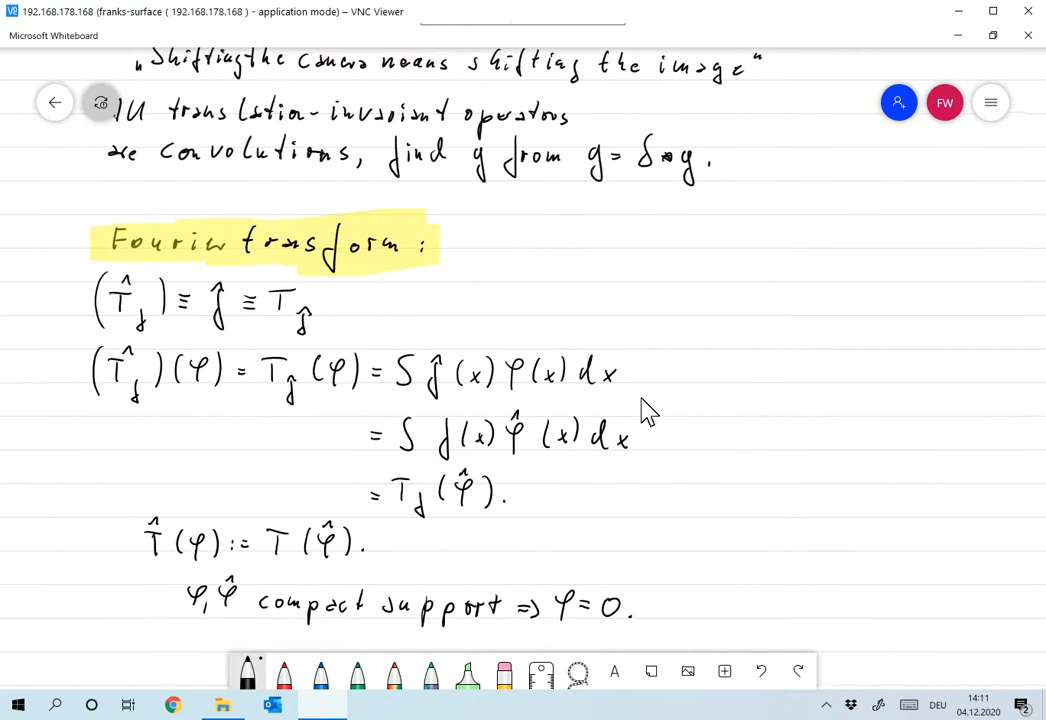 192.168.178.168 (franks-surface ( 192.168.178.168 ) - application mode) – VNC Viewer
Microsoft Whiteboard
„Shifting the camera means shifting the image“
All translation-invariant operators
are convolutions, find g from g = δ * g.
FW
Fourier transform:
(T̂_f) ≡ f̂ ≡ T_f̂
(T̂_f)(φ) = T_f̂(φ) = ∫ f̂(x) φ(x) dx
= ∫ f(x) φ̂(x) dx
= T_f(φ̂).
T̂(φ) := T(φ̂).
φ, φ̂ compact support ⇒ φ = 0.
A
DEU
14:11
04.12.2020
2